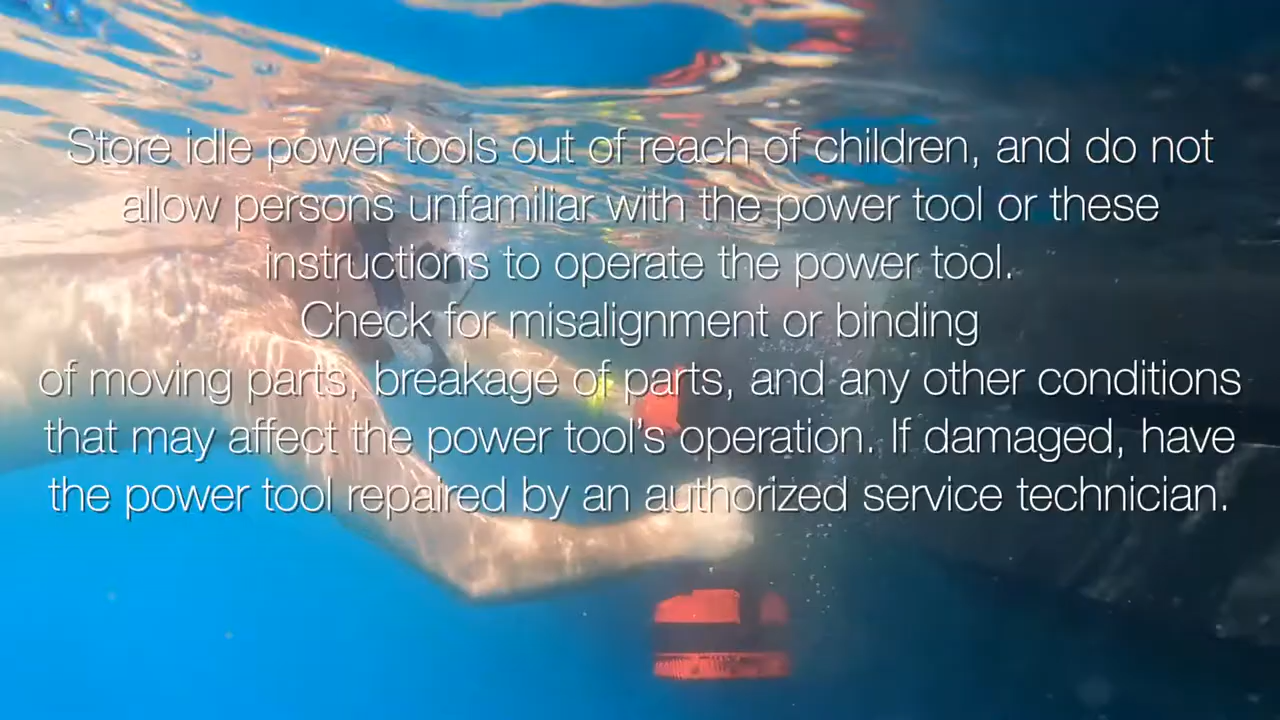 Store idle power tools out of reach of children, and do not
allow persons unfamiliar with the power tool or these
instructions to operate the power tool.
Check for misalignment or binding
of moving parts, breakage of parts, and any other conditions
that may affect the power tool's operation. If damaged, have
the power tool repaired by an authorized service technician.